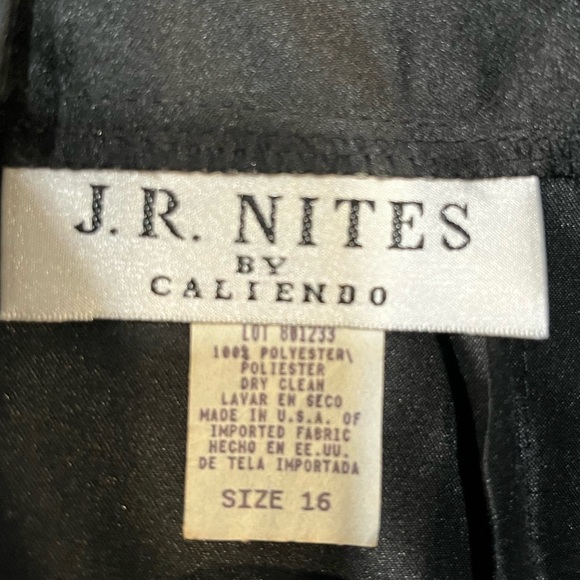 J.R. NITES
BY
CALIENDO
LOT 801233
100% POLYESTER\
POLIESTER
DRY CLEAN
LAVAR EN SECO
MADE IN U.S.A. OF
IMPORTED FABRIC
HECHO EN EE.UU.
DE TELA IMPORTADA
SIZE 16